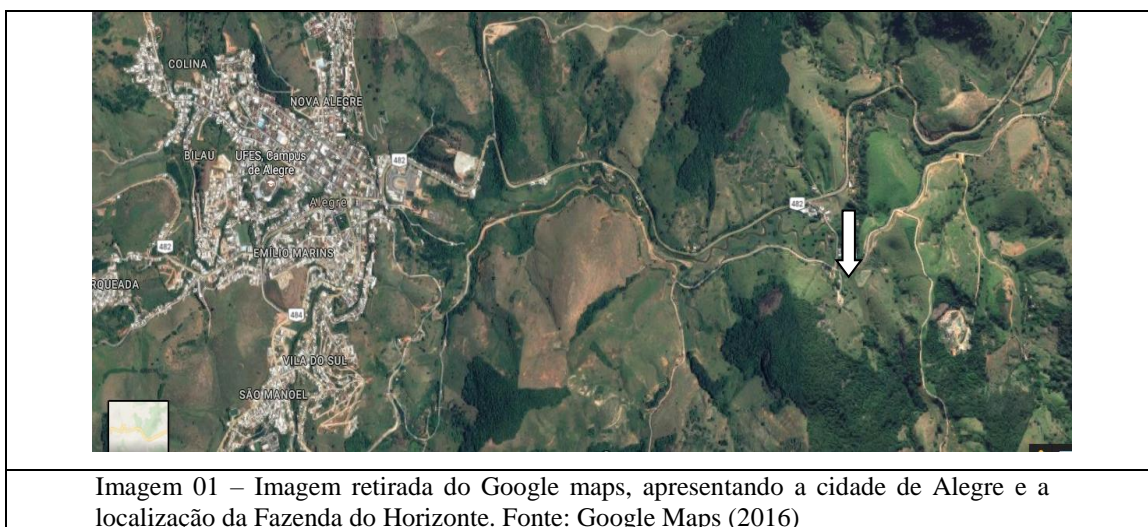 COLINA
NOVA ALEGRE
482
BILAU
UFES, Campus
de Alegre
Alegre
482
482
EMÍLIO MARINS
RQUEADA
484
VILA DO SUL
SÃO MANOEL
Imagem 01 – Imagem retirada do Google maps, apresentando a cidade de Alegre e a
localização da Fazenda do Horizonte. Fonte: Google Maps (2016)